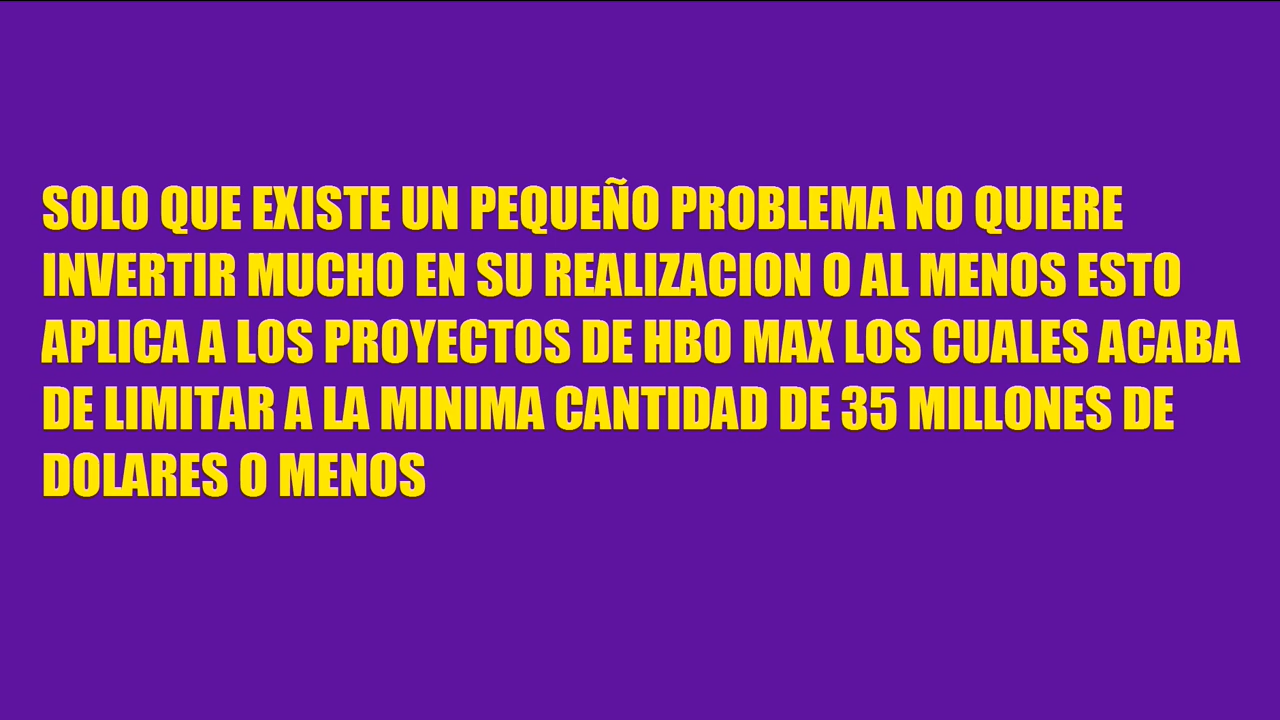 SOLO QUE EXISTE UN PEQUEÑO PROBLEMA NO QUIERE
INVERTIR MUCHO EN SU REALIZACION O AL MENOS ESTO
APLICA A LOS PROYECTOS DE HBO MAX LOS CUALES ACABA
DE LIMITAR A LA MINIMA CANTIDAD DE 35 MILLONES DE
DOLARES O MENOS